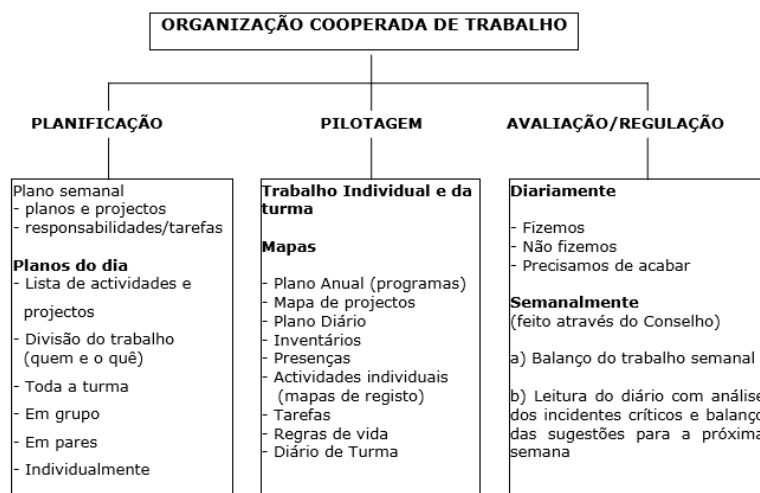 ORGANIZAÇÃO COOPERADA DE TRABALHO
PLANIFICAÇÃO
Plano semanal
- planos e projectos
- responsabilidades/tarefas
Planos do dia
- Lista de actividades e
projectos
- Divisão do trabalho
(quem e o quê)
- Toda a turma
- Em grupo
- Em pares
- Individualmente
PILOTAGEM
Trabalho Individual e da
turma
Mapas
- Plano Anual (programas)
- Mapa de projectos
- Plano Diário
- Inventários
- Presenças
- Actividades individuais
(mapas de registo)
- Tarefas
- Regras de vida
- Diário de Turma
AVALIAÇÃO/REGULAÇÃO
Diariamente
- Fizemos
- Não fizemos
- Precisamos de acabar
Semanalmente
(feito através do Conselho)
a) Balanço do trabalho semanal
b) Leitura do diário com análise
dos incidentes críticos e balanço
das sugestões para a próxima
semana